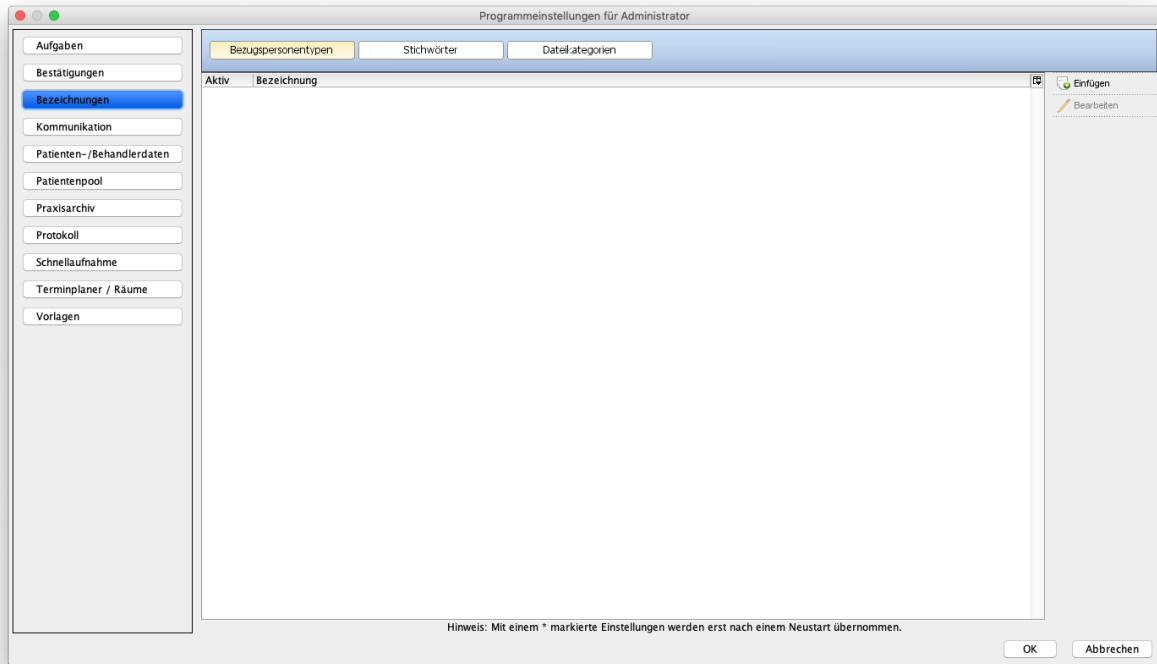 Programmeinstellungen für Administrator
Aufgaben
Bestätigungen
Bezeichnungen
Kommunikation
Patienten-/Behandlerdaten
Patientenpool
Praxisarchiv
Protokoll
Schnellaufnahme
Terminplaner / Räume
Vorlagen
Bezugspersonentypen Stichwörter Dateikategorien
Aktiv Bezeichnung
Einfügen
Bearbeiten
Hinweis: Mit einem * markierte Einstellungen werden erst nach einem Neustart übernommen.
OK Abbrechen